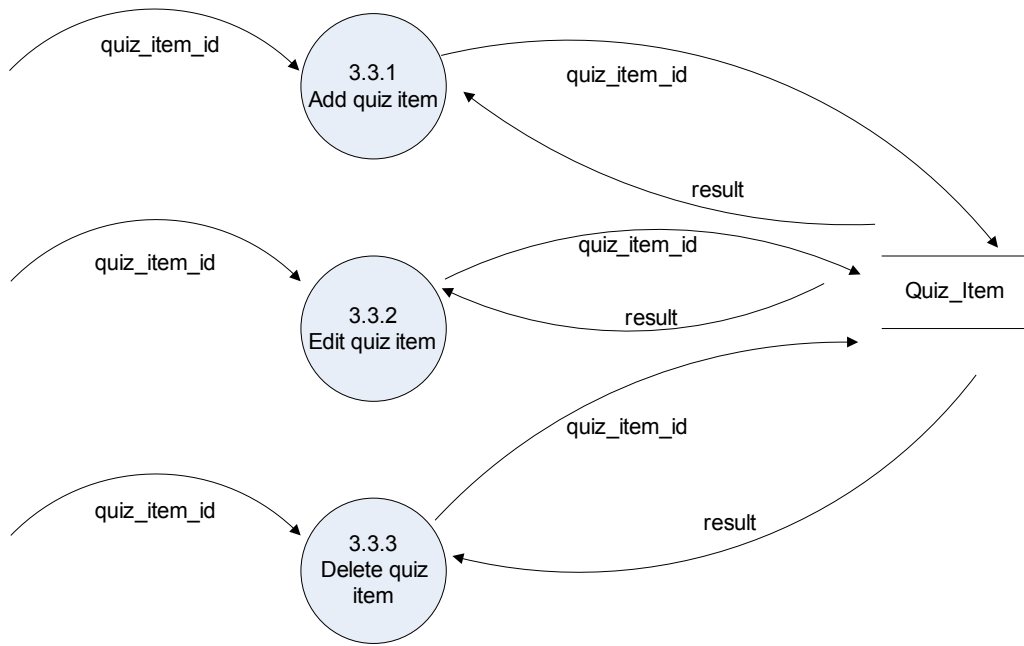 quiz_item_id
3.3.1
Add quiz item
quiz_item_id
result
quiz_item_id
3.3.2
Edit quiz item
quiz_item_id
result
Quiz_Item
quiz_item_id
3.3.3
Delete quiz
item
quiz_item_id
result